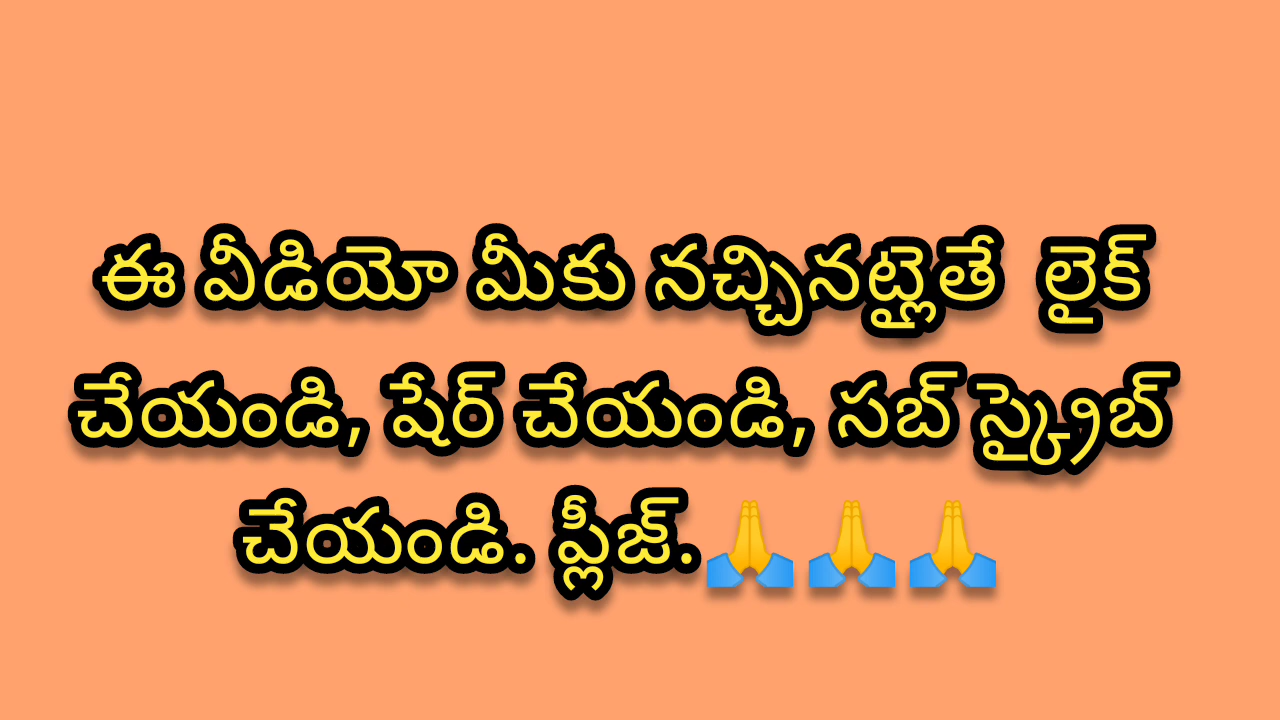 ఈ వీడియో మీకు నచ్చినట్లైతే  లైక్
చేయండి, షేర్ చేయండి, సబ్ స్క్రైబ్
చేయండి. ప్లీజ్.🙏🙏🙏